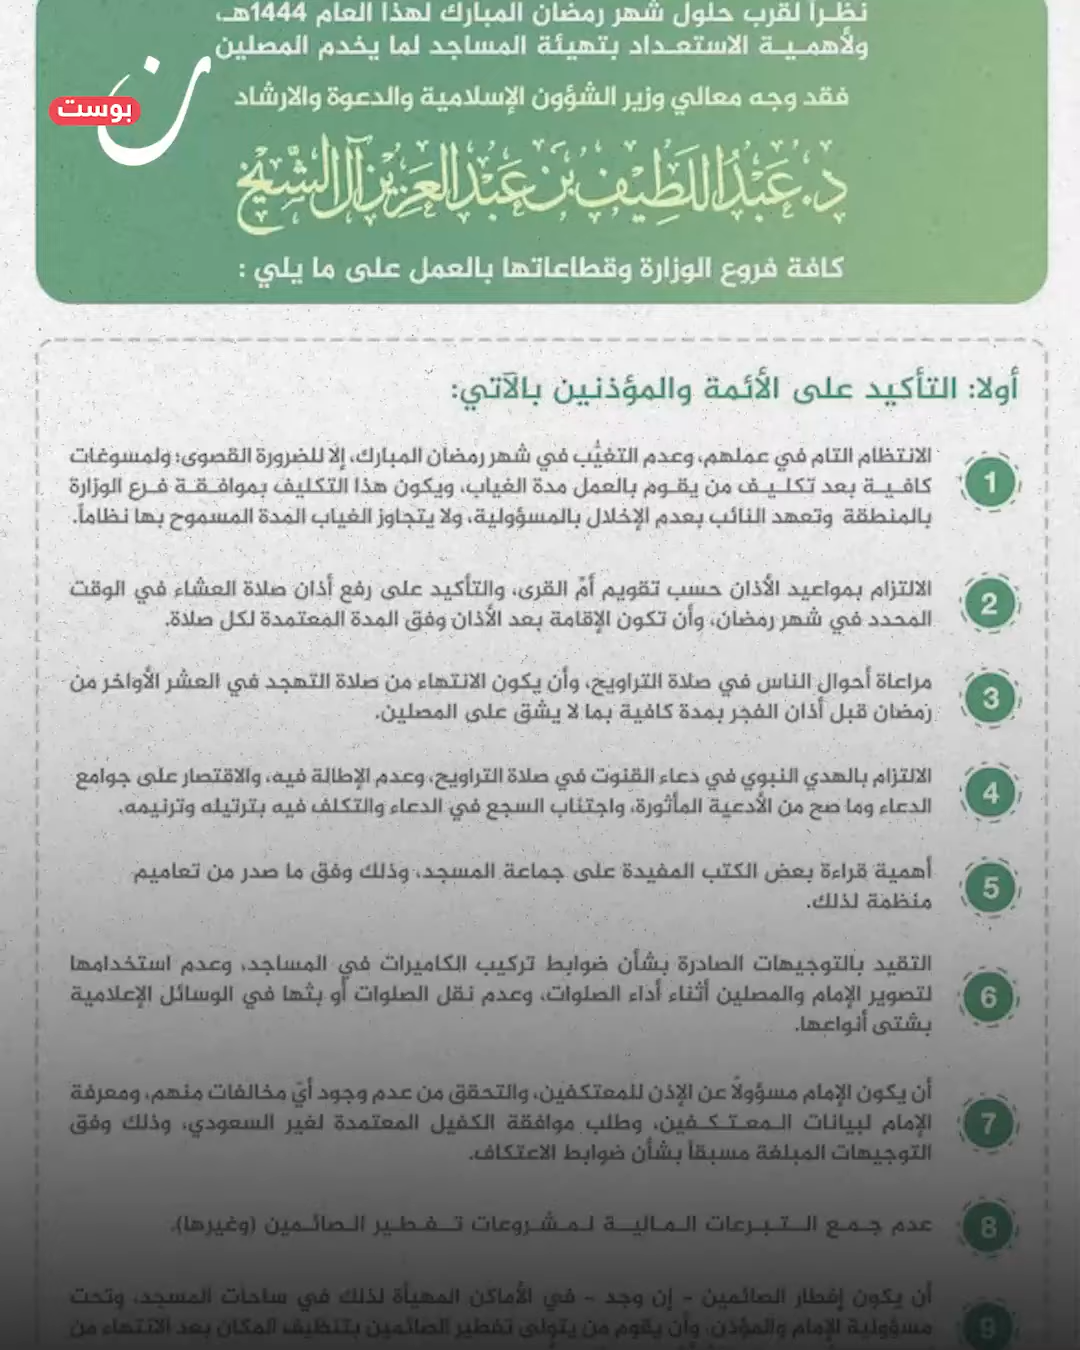 نظراً لقرب حلول شهر رمضان المبارك لهذا العام 1444هـ،
ولأهمية الاستعداد بتهيئة المساجد لما يخدم المصلين
ن
بوست
فقد وجه معالي وزير الشؤون الإسلامية والدعوة والارشاد
د. عَبْدُ اللَّطِيْف بْنَ عَبْدِ العَزِيْزِ آل الشَّيْخ
كافة فروع الوزارة وقطاعاتها بالعمل على ما يلي :
أولا: التأكيد على الأئمة والمؤذنين بالآتي:
1
الانتظام التام في عملهم، وعدم التغيُّب في شهر رمضان المبارك، إلّا للضرورة القصوى؛ ولمسوغات
كافية بعد تكليف من يقوم بالعمل مدة الغياب، ويكون هذا التكليف بموافقة فرع الوزارة
بالمنطقة وتعهد النائب بعدم الإخلال بالمسؤولية، ولا يتجاوز الغياب المدة المسموح بها نظاماً.
2
الالتزام بمواعيد الأذان حسب تقويم أمِّ القرى، والتأكيد على رفع أذان صلاة العشاء في الوقت
المحدد في شهر رمضان، وأن تكون الإقامة بعد الأذان وفق المدة المعتمدة لكل صلاة.
3
مراعاة أحوال الناس في صلاة التراويح، وأن يكون الانتهاء من صلاة التهجد في العشر الأواخر من
رمضان قبل أذان الفجر بمدة كافية بما لا يشق على المصلين.
4
الالتزام بالهدي النبوي في دعاء القنوت في صلاة التراويح، وعدم الإطالة فيه، والاقتصار على جوامع
الدعاء وما صح من الأدعية المأثورة، واجتناب السجع في الدعاء والتكلف فيه بترتيله وترنيمه.
5
أهمية قراءة بعض الكتب المفيدة على جماعة المسجد، وذلك وفق ما صدر من تعاميم
منظمة لذلك.
6
التقيد بالتوجيهات الصادرة بشأن ضوابط تركيب الكاميرات في المساجد، وعدم استخدامها
لتصوير الإمام والمصلين أثناء أداء الصلوات، وعدم نقل الصلوات أو بثها في الوسائل الإعلامية
بشتى أنواعها.
7
أن يكون الإمام مسؤولًا عن الإذن للمعتكفين، والتحقق من عدم وجود أيّ مخالفات منهم، ومعرفة
الإمام لبيانات المعتكفين، وطلب موافقة الكفيل المعتمدة لغير السعودي، وذلك وفق
التوجيهات المبلغة مسبقاً بشأن ضوابط الاعتكاف.
8
عدم جمع التبرعات المالية لمشروعات تفطير الصائمين (وغيرها).
9
أن يكون إفطار الصائمين - إن وجد - في الأماكن المهيأة لذلك في ساحات المسجد، وتحت
مسؤولية الإمام والمؤذن، وأن يقوم من يتولى تفطير الصائمين بتنظيف المكان بعد الانتهاء من